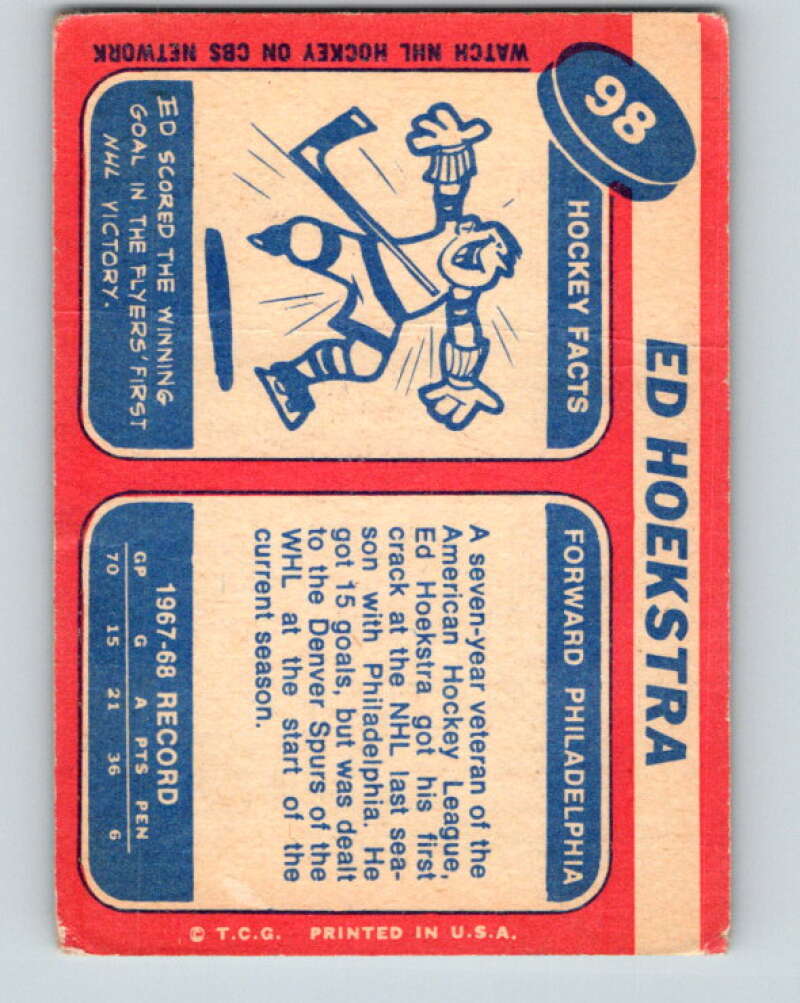 98
ED HOEKSTRA
HOCKEY FACTS
ED SCORED THE WINNING
GOAL IN THE FLYERS' FIRST
NHL VICTORY.
WATCH NHL HOCKEY ON CBS NETWORK
FORWARD PHILADELPHIA
A seven-year veteran of the
American Hockey League,
Ed Hoekstra got his first
crack at the NHL last sea-
son with Philadelphia. He
got 15 goals, but was dealt
to the Denver Spurs of the
WHL at the start of the
current season.
1967-68 RECORD
GP G A PTS PEN
70 15 21 36 6
© T.C.G. PRINTED IN U.S.A.